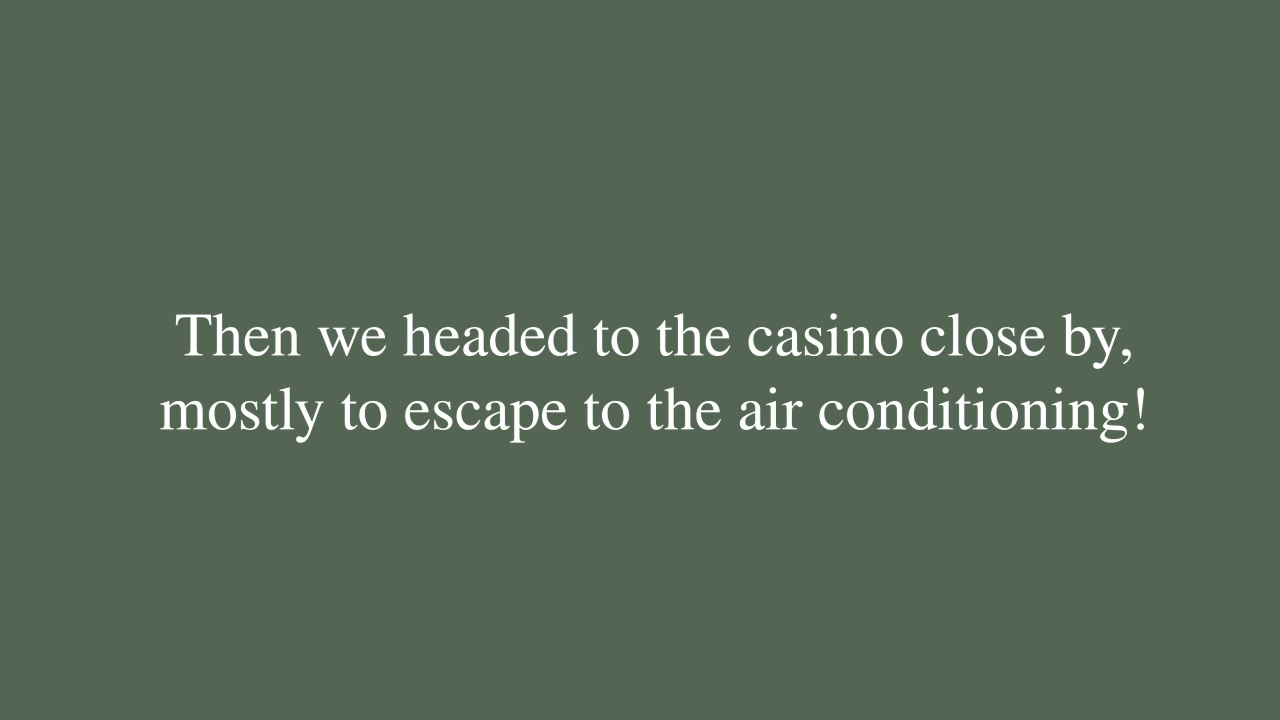 Then we headed to the casino close by,
mostly to escape to the air conditioning!